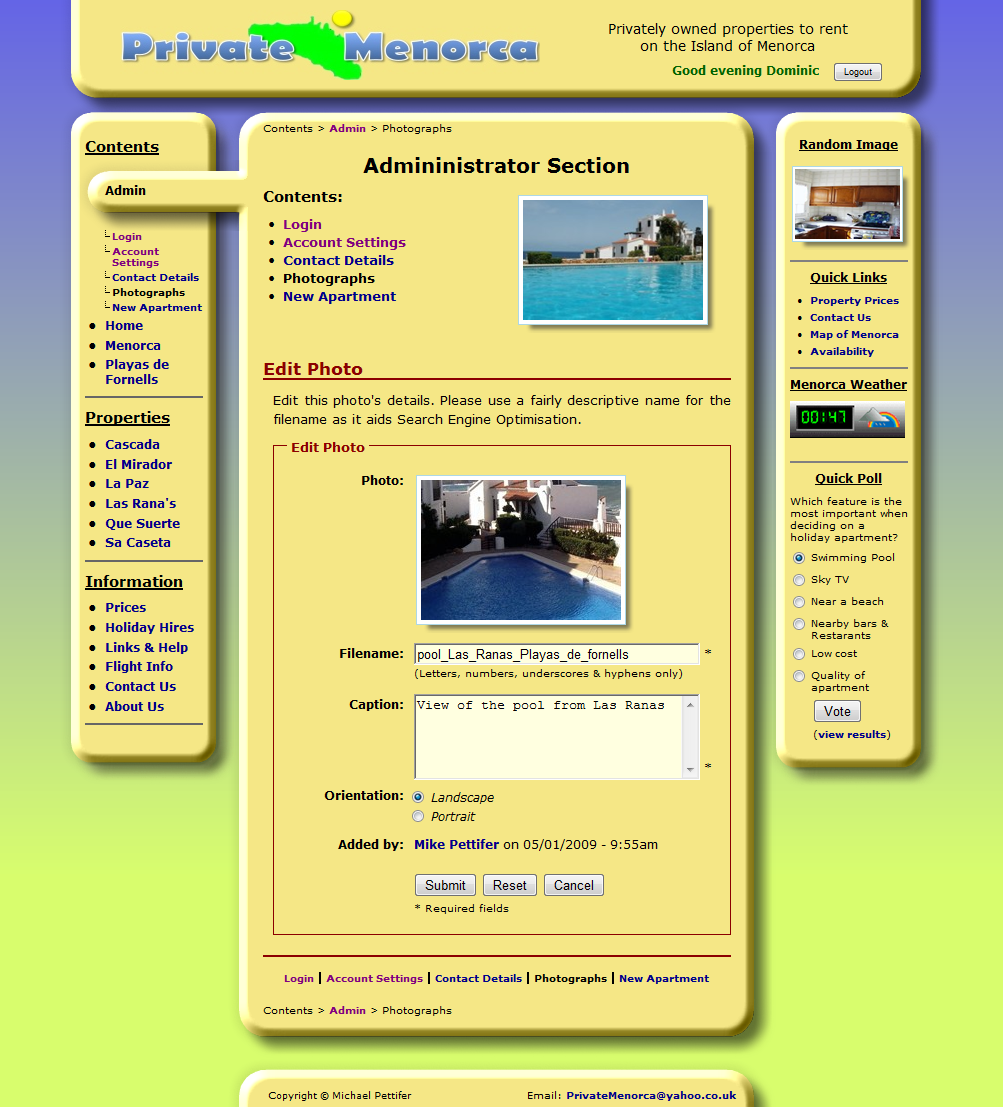 Private Menorca
Privately owned properties to rent
on the Island of Menorca
Good evening Dominic
Logout
Contents
Admin
Login
Account
Settings
Contact Details
Photographs
New Apartment
Home
Menorca
Playas de
Fornells
Properties
Cascada
El Mirador
La Paz
Las Rana's
Que Suerte
Sa Caseta
Information
Prices
Holiday Hires
Links & Help
Flight Info
Contact Us
About Us
Contents > Admin > Photographs
Admininistrator Section
Contents:
Login
Account Settings
Contact Details
Photographs
New Apartment
Edit Photo
Edit this photo's details. Please use a fairly descriptive name for the
filename as it aids Search Engine Optimisation.
Edit Photo
Photo:
Filename: pool_Las_Ranas_Playas_de_fornells *
(Letters, numbers, underscores & hyphens only)
Caption: View of the pool from Las Ranas
*
Orientation: Landscape
Portrait
Added by: Mike Pettifer on 05/01/2009 - 9:55am
Submit Reset Cancel
* Required fields
Login | Account Settings | Contact Details | Photographs | New Apartment
Contents > Admin > Photographs
Random Image
Quick Links
Property Prices
Contact Us
Map of Menorca
Availability
Menorca Weather
00:47
Quick Poll
Which feature is the
most important when
deciding on a
holiday apartment?
Swimming Pool
Sky TV
Near a beach
Nearby bars &
Restarants
Low cost
Quality of
apartment
Vote
(view results)
Copyright © Michael Pettifer
Email: PrivateMenorca@yahoo.co.uk